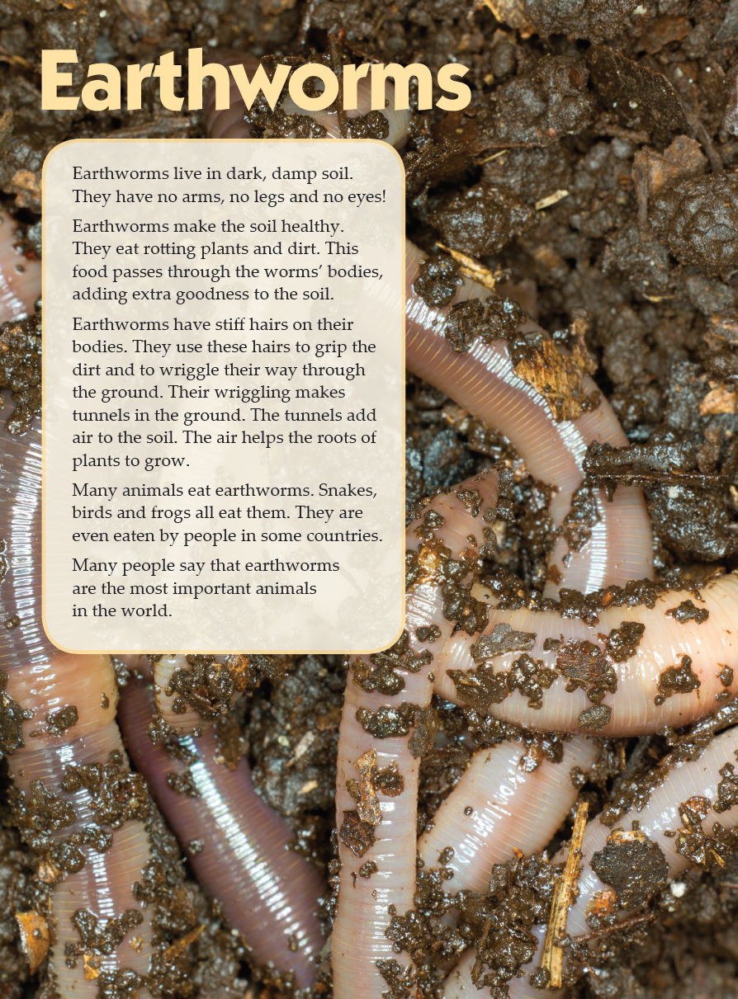 Earthworms
Earthworms live in dark, damp soil.
They have no arms, no legs and no eyes!
Earthworms make the soil healthy.
They eat rotting plants and dirt. This
food passes through the worms’ bodies,
adding extra goodness to the soil.
Earthworms have stiff hairs on their
bodies. They use these hairs to grip the
dirt and to wriggle their way through
the ground. Their wriggling makes
tunnels in the ground. The tunnels add
air to the soil. The air helps the roots of
plants to grow.
Many animals eat earthworms. Snakes,
birds and frogs all eat them. They are
even eaten by people in some countries.
Many people say that earthworms
are the most important animals
in the world.